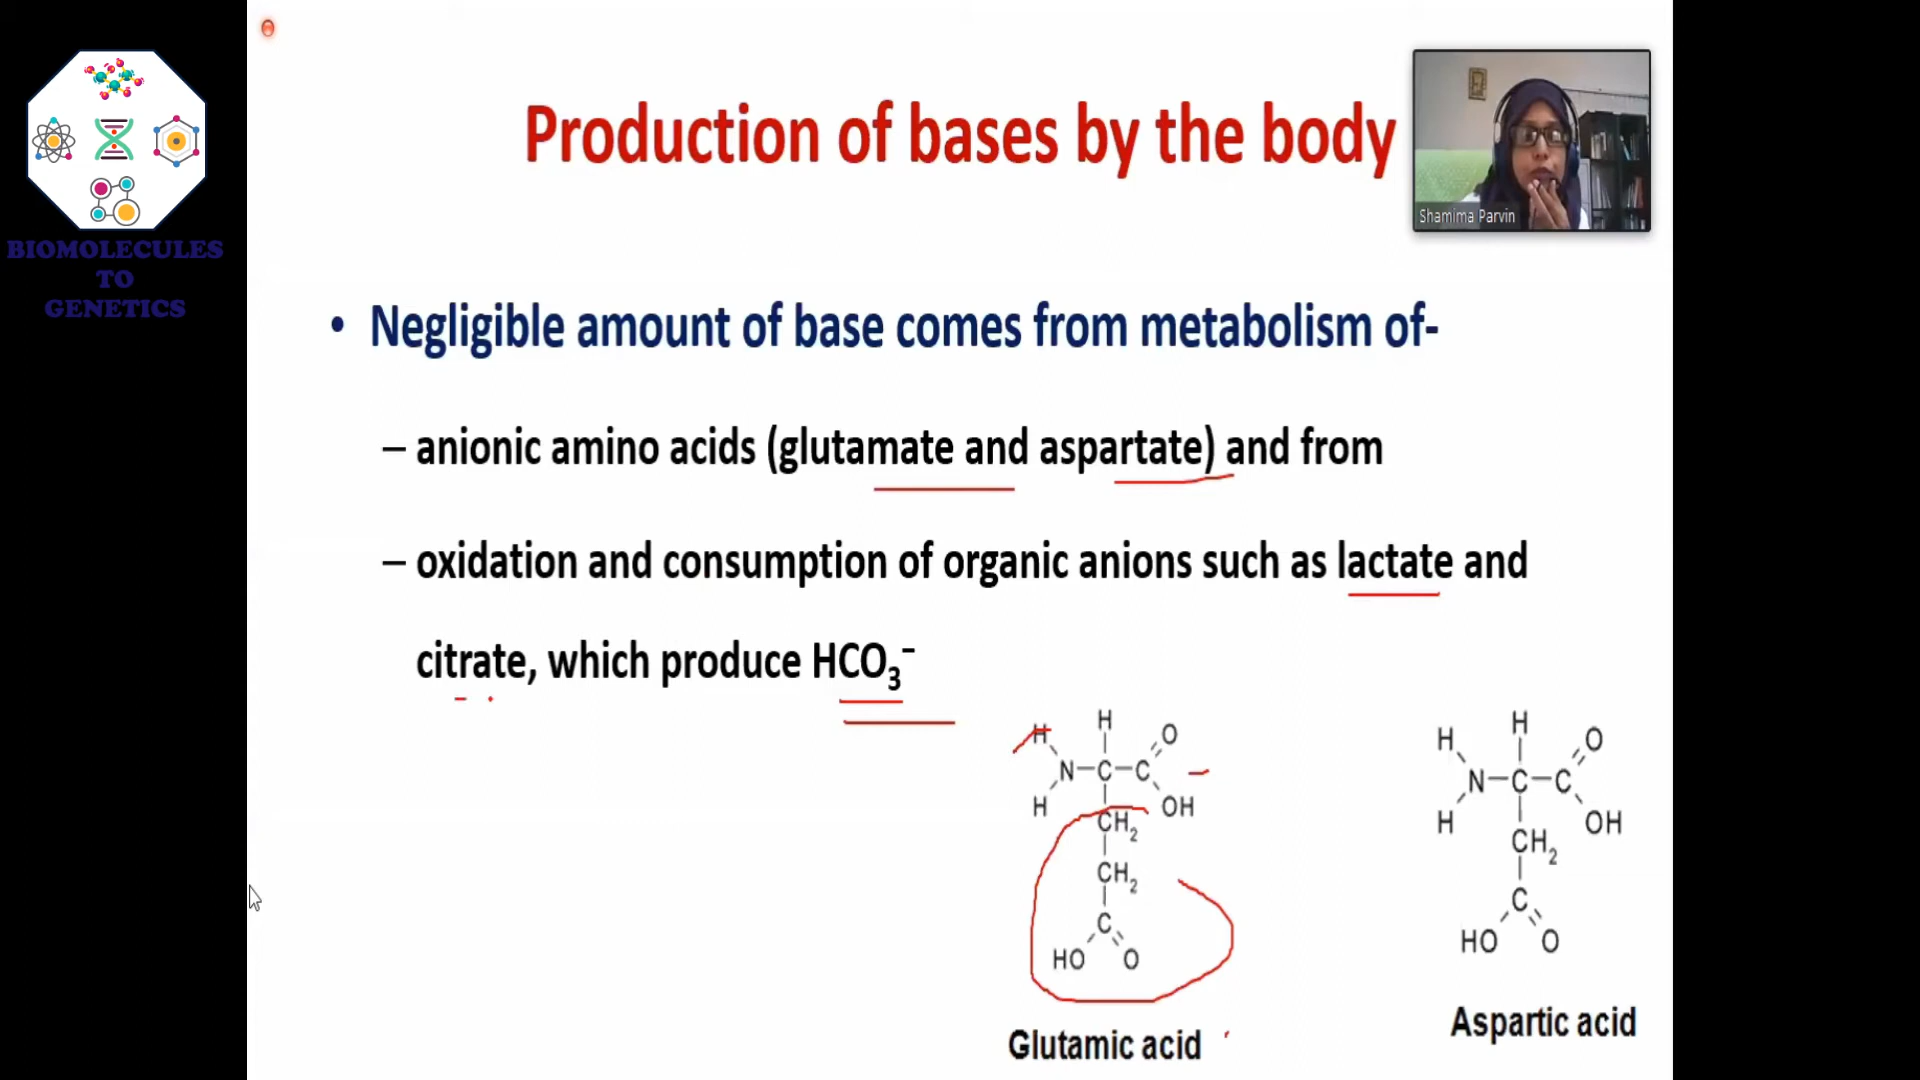 Production of bases by the body
Shamima Parvin
BIOMOLECULES
TO
GENETICS
• Negligible amount of base comes from metabolism of-
– anionic amino acids (glutamate and aspartate) and from
– oxidation and consumption of organic anions such as lactate and
citrate, which produce HCO₃⁻
H H O
N–C–C
H OH
CH₂
CH₂
C
HO O
Glutamic acid
H H O
N–C–C
H OH
CH₂
C
HO O
Aspartic acid